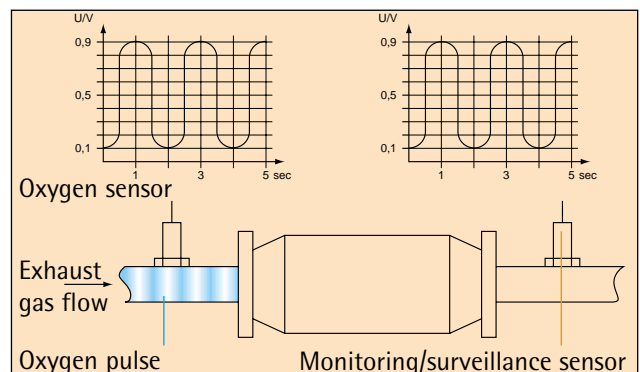 U/V
0,9
0,5
0,1
1
3
5 sec
U/V
0,9
0,5
0,1
1
3
5 sec
Oxygen sensor
Exhaust
gas flow
Oxygen pulse
Monitoring/surveillance sensor